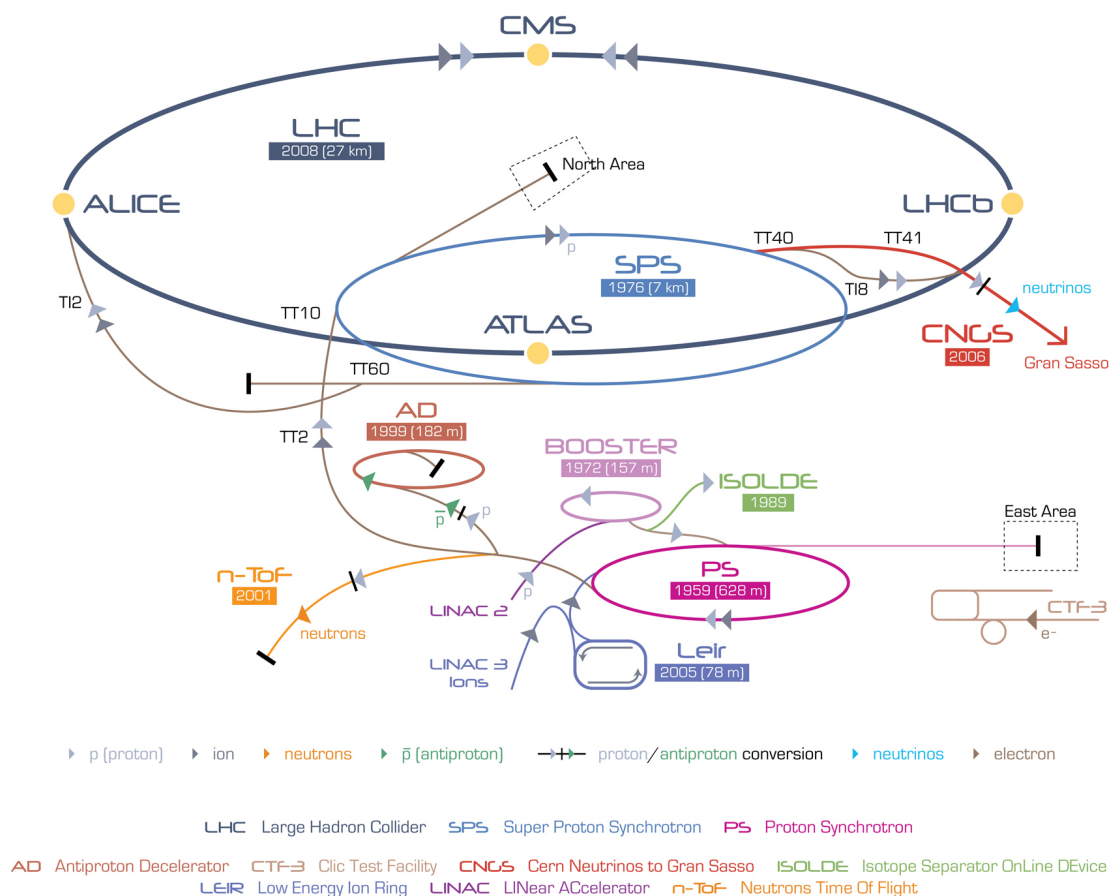 CMS
LHC
2008 (27 km)
North Area
ALICE
LHCb
TT40
TT41
p
SPS
1976 (7 km)
TI8
TI2
TT10
neutrinos
ATLAS
CNGS
2006
Gran Sasso
TT60
AD
1999 (182 m)
TT2
BOOSTER
1972 (157 m)
ISOLDE
1989
p̅
p
East Area
n-ToF
2001
PS
1959 (628 m)
LINAC 2
p
neutrons
CTF-3
e-
LINAC 3
Ions
Leir
2005 (78 m)
p (proton) ion neutrons p̅ (antiproton) proton/antiproton conversion neutrinos electron
LHC Large Hadron Collider SPS Super Proton Synchrotron PS Proton Synchrotron
AD Antiproton Decelerator CTF-3 Clic Test Facility CNGS Cern Neutrinos to Gran Sasso ISOLDE Isotope Separator OnLine DEvice
LEIR Low Energy Ion Ring LINAC LINear ACcelerator n-ToF Neutrons Time Of Flight